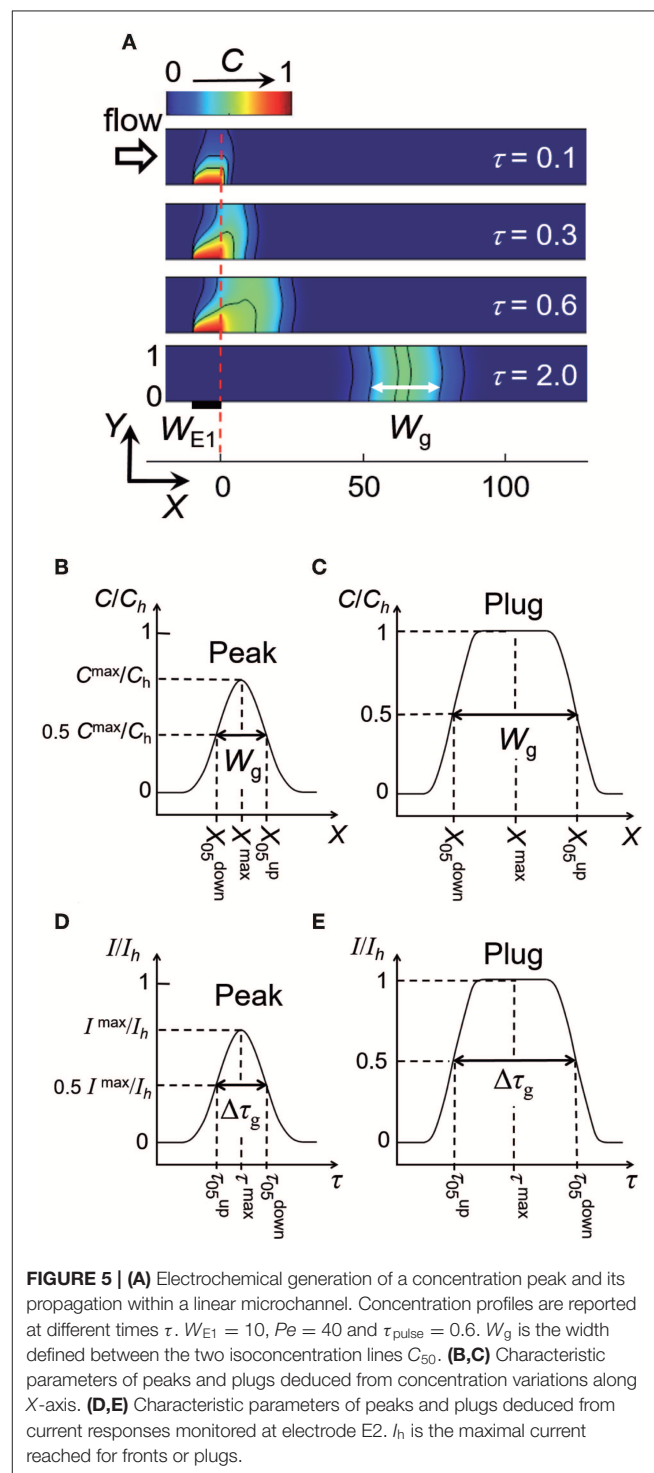 A
0 C 1
flow
τ = 0.1
τ = 0.3
τ = 0.6
1
τ = 2.0
0
W_E1
W_g
Y
X
0 50 100
B
C/C_h
1
Peak
C^max/C_h
0.5 C^max/C_h
W_g
0
X_05^down
X^max
X_05^up
X
C
C/C_h
Plug
1
0.5
W_g
0
X_05^down
X^max
X_05^up
X
D
I/I_h
1
Peak
I^max/I_h
0.5 I^max/I_h
Δτ_g
0
τ_05^up
τ^max
τ_05^down
τ
E
I/I_h
Plug
1
0.5
Δτ_g
0
τ_05^up
τ^max
τ_05^down
τ
FIGURE 5 | (A) Electrochemical generation of a concentration peak and its
propagation within a linear microchannel. Concentration profiles are reported
at different times τ. W_E1 = 10, Pe = 40 and τ_pulse = 0.6. W_g is the width
defined between the two isoconcentration lines C_50. (B,C) Characteristic
parameters of peaks and plugs deduced from concentration variations along
X-axis. (D,E) Characteristic parameters of peaks and plugs deduced from
current responses monitored at electrode E2. I_h is the maximal current
reached for fronts or plugs.